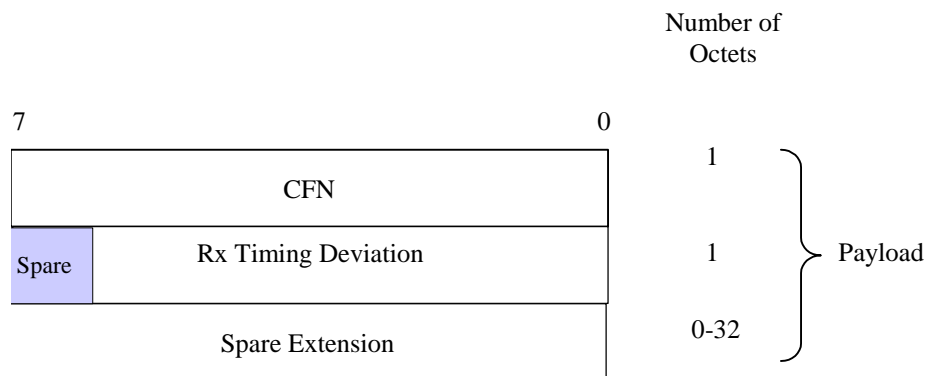 Number of
Octets
7 0
CFN 1
Spare Rx Timing Deviation 1 Payload
Spare Extension 0-32